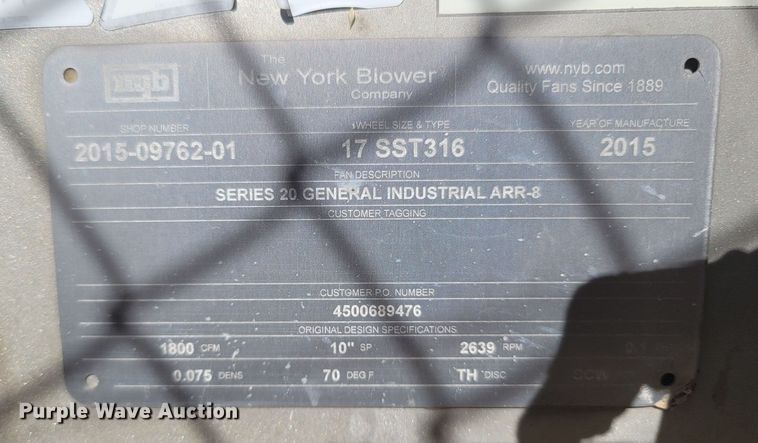 The
New York Blower
Company
www.nyb.com
Quality Fans Since 1889
SHOP NUMBER WHEEL SIZE & TYPE YEAR OF MANUFACTURE
2015-09762-01 17 SST316 2015
FAN DESCRIPTION
SERIES 20 GENERAL INDUSTRIAL ARR-8
CUSTOMER TAGGING
CUSTOMER P.O. NUMBER
4500689476
ORIGINAL DESIGN SPECIFICATIONS
1800 CFM 10" SP 2639 RPM
0.075 DENS 70 DEG F TH DISC
Purple Wave Auction